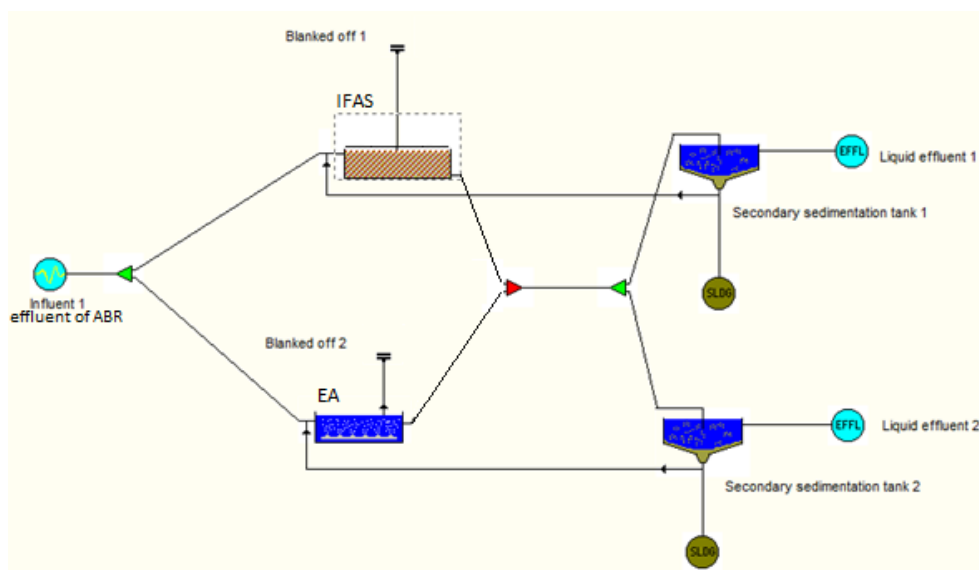 Blanked off 1
IFAS
EFFL
Liquid effluent 1
Secondary sedimentation tank 1
SLDG
Influent 1
effluent of ABR
Blanked off 2
EA
EFFL
Liquid effluent 2
Secondary sedimentation tank 2
SLDG